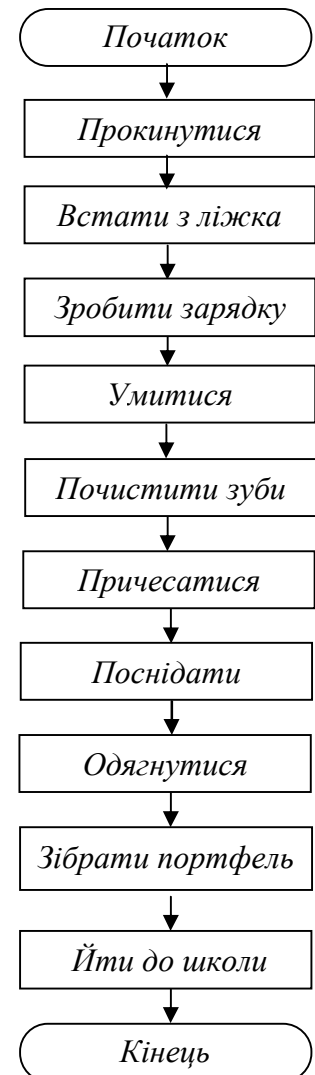 Початок
Прокинутися
Встати з ліжка
Зробити зарядку
Умитися
Почистити зуби
Причесатися
Поснідати
Одягнутися
Зібрати портфель
Йти до школи
Кінець